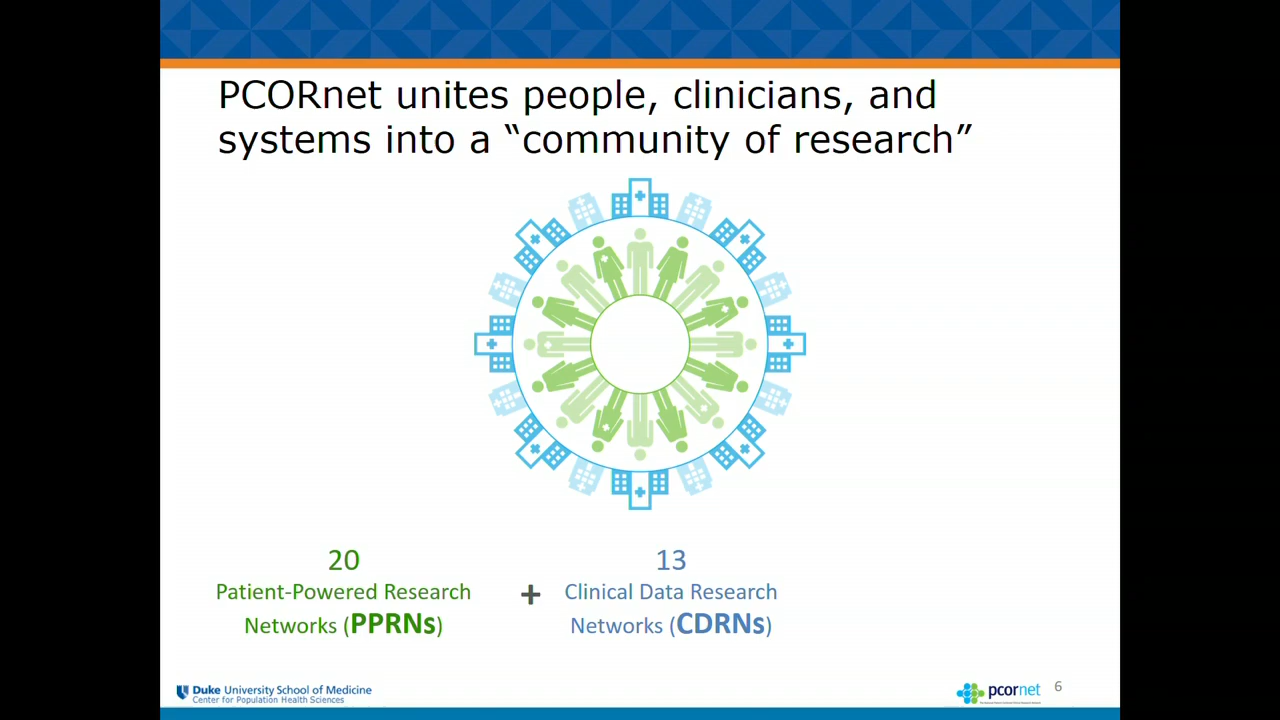 PCORnet unites people, clinicians, and
systems into a “community of research”
20
Patient-Powered Research
Networks (PPRNs)
+
13
Clinical Data Research
Networks (CDRNs)
Duke University School of Medicine
Center for Population Health Sciences
pcornet
6